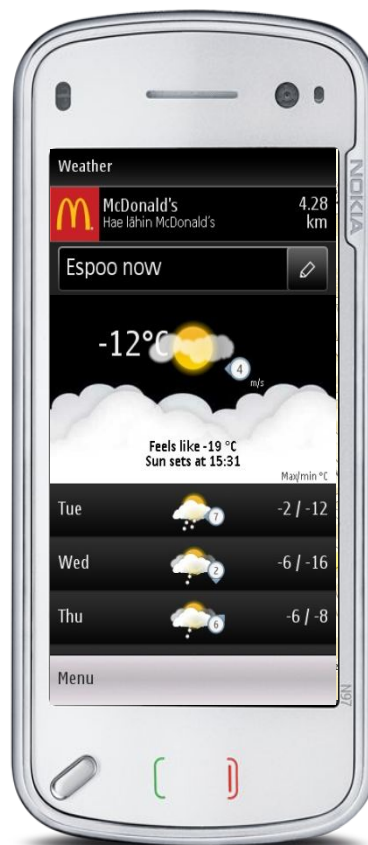 Weather
McDonald's
Hae lähin McDonald's
4.28
km
Espoo now
-12°C
4
m/s
Feels like -19 °C
Sun sets at 15:31
Max/min °C
Tue 7 -2 / -12
Wed 2 -6 / -16
Thu 6 -6 / -8
Menu
NOKIA
N97